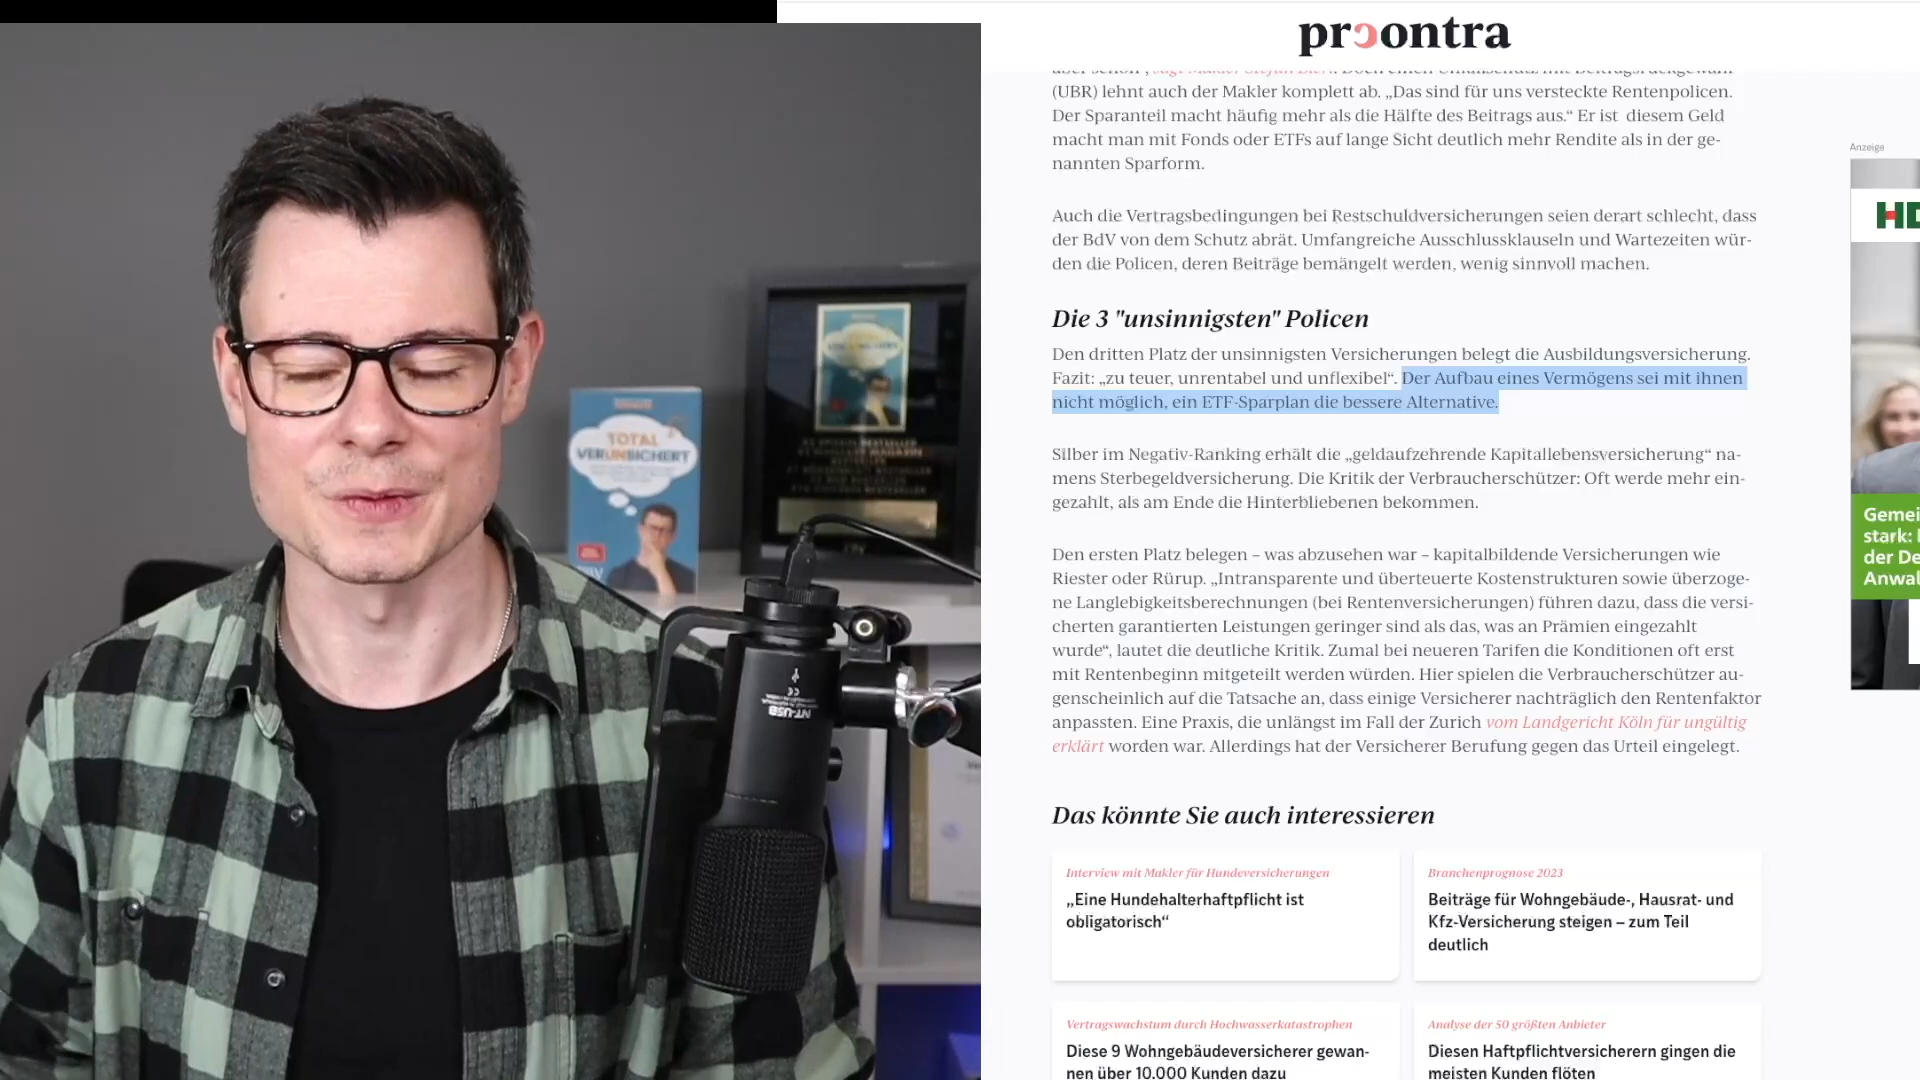 procontra
(UBR) lehnt auch der Makler komplett ab. „Das sind für uns versteckte Rentenpolicen.
Der Sparanteil macht häufig mehr als die Hälfte des Beitrags aus.“ Er ist  diesem Geld
macht man mit Fonds oder ETFs auf lange Sicht deutlich mehr Rendite als in der ge-
nannten Sparform.
Auch die Vertragsbedingungen bei Restschuldversicherungen seien derart schlecht, dass
der BdV von dem Schutz abrät. Umfangreiche Ausschlussklauseln und Wartezeiten wür-
den die Policen, deren Beiträge bemängelt werden, wenig sinnvoll machen.
Die 3 "unsinnigsten" Policen
Den dritten Platz der unsinnigsten Versicherungen belegt die Ausbildungsversicherung.
Fazit: „zu teuer, unrentabel und unflexibel“. Der Aufbau eines Vermögens sei mit ihnen
nicht möglich, ein ETF-Sparplan die bessere Alternative.
Silber im Negativ-Ranking erhält die „geldaufzehrende Kapitallebensversicherung“ na-
mens Sterbegeldversicherung. Die Kritik der Verbraucherschützer: Oft werde mehr ein-
gezahlt, als am Ende die Hinterbliebenen bekommen.
Den ersten Platz belegen – was abzusehen war – kapitalbildende Versicherungen wie
Riester oder Rürup. „Intransparente und überteuerte Kostenstrukturen sowie überzoge-
ne Langlebigkeitsberechnungen (bei Rentenversicherungen) führen dazu, dass die versi-
cherten garantierten Leistungen geringer sind als das, was an Prämien eingezahlt
wurde“, lautet die deutliche Kritik. Zumal bei neueren Tarifen die Konditionen oft erst
mit Rentenbeginn mitgeteilt werden würden. Hier spielen die Verbraucherschützer au-
genscheinlich auf die Tatsache an, dass einige Versicherer nachträglich den Rentenfaktor
anpassten. Eine Praxis, die unlängst im Fall der Zurich vom Landgericht Köln für ungültig
erklärt worden war. Allerdings hat der Versicherer Berufung gegen das Urteil eingelegt.
Das könnte Sie auch interessieren
Interview mit Makler für Hundeversicherungen
„Eine Hundehalterhaftpflicht ist
obligatorisch“
Branchenprognose 2023
Beiträge für Wohngebäude-, Hausrat- und
Kfz-Versicherung steigen – zum Teil
deutlich
Vertragswachstum durch Hochwasserkatastrophen
Diese 9 Wohngebäudeversicherer gewan-
nen über 10.000 Kunden dazu
Analyse der 50 größten Anbieter
Diesen Haftpflichtversicherern gingen die
meisten Kunden flöten
Anzeige
HD
Gemei
stark:
der De
Anwal
TOTAL
VERUNSICHERT
NT-USB